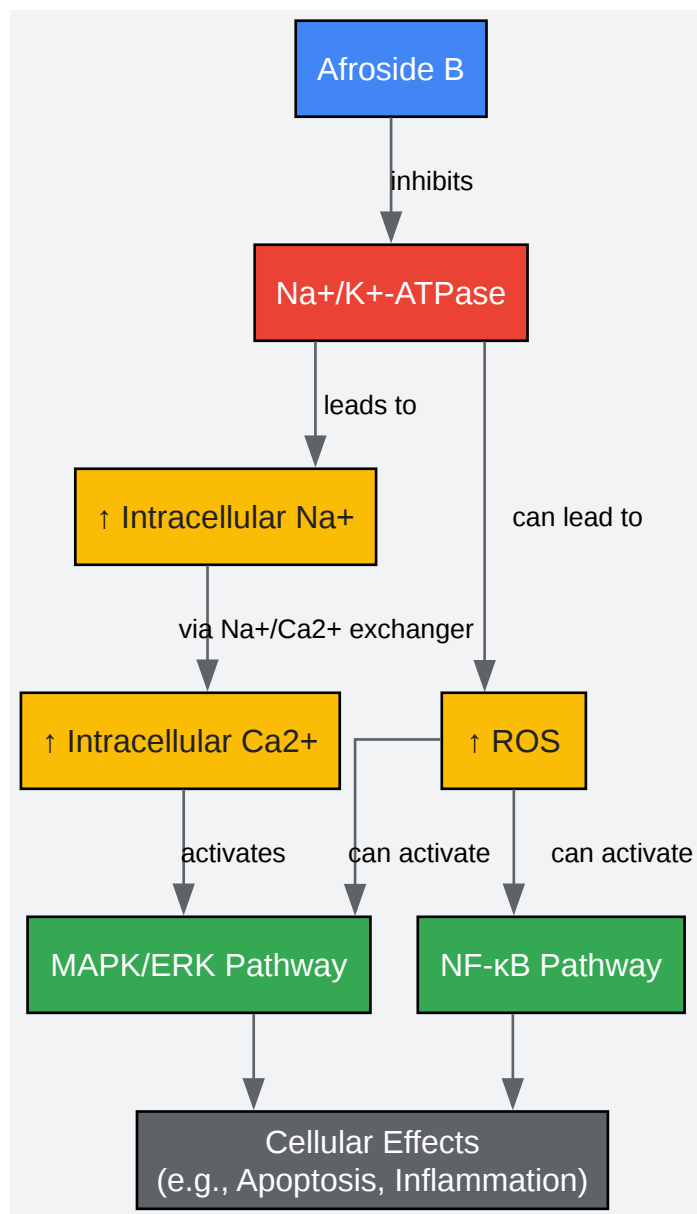 Afroside B
inhibits
Na+/K+-ATPase
leads to
↑ Intracellular Na+
can lead to
via Na+/Ca2+ exchanger
↑ Intracellular Ca2+
↑ ROS
activates
can activate
can activate
MAPK/ERK Pathway
NF-κB Pathway
Cellular Effects
(e.g., Apoptosis, Inflammation)